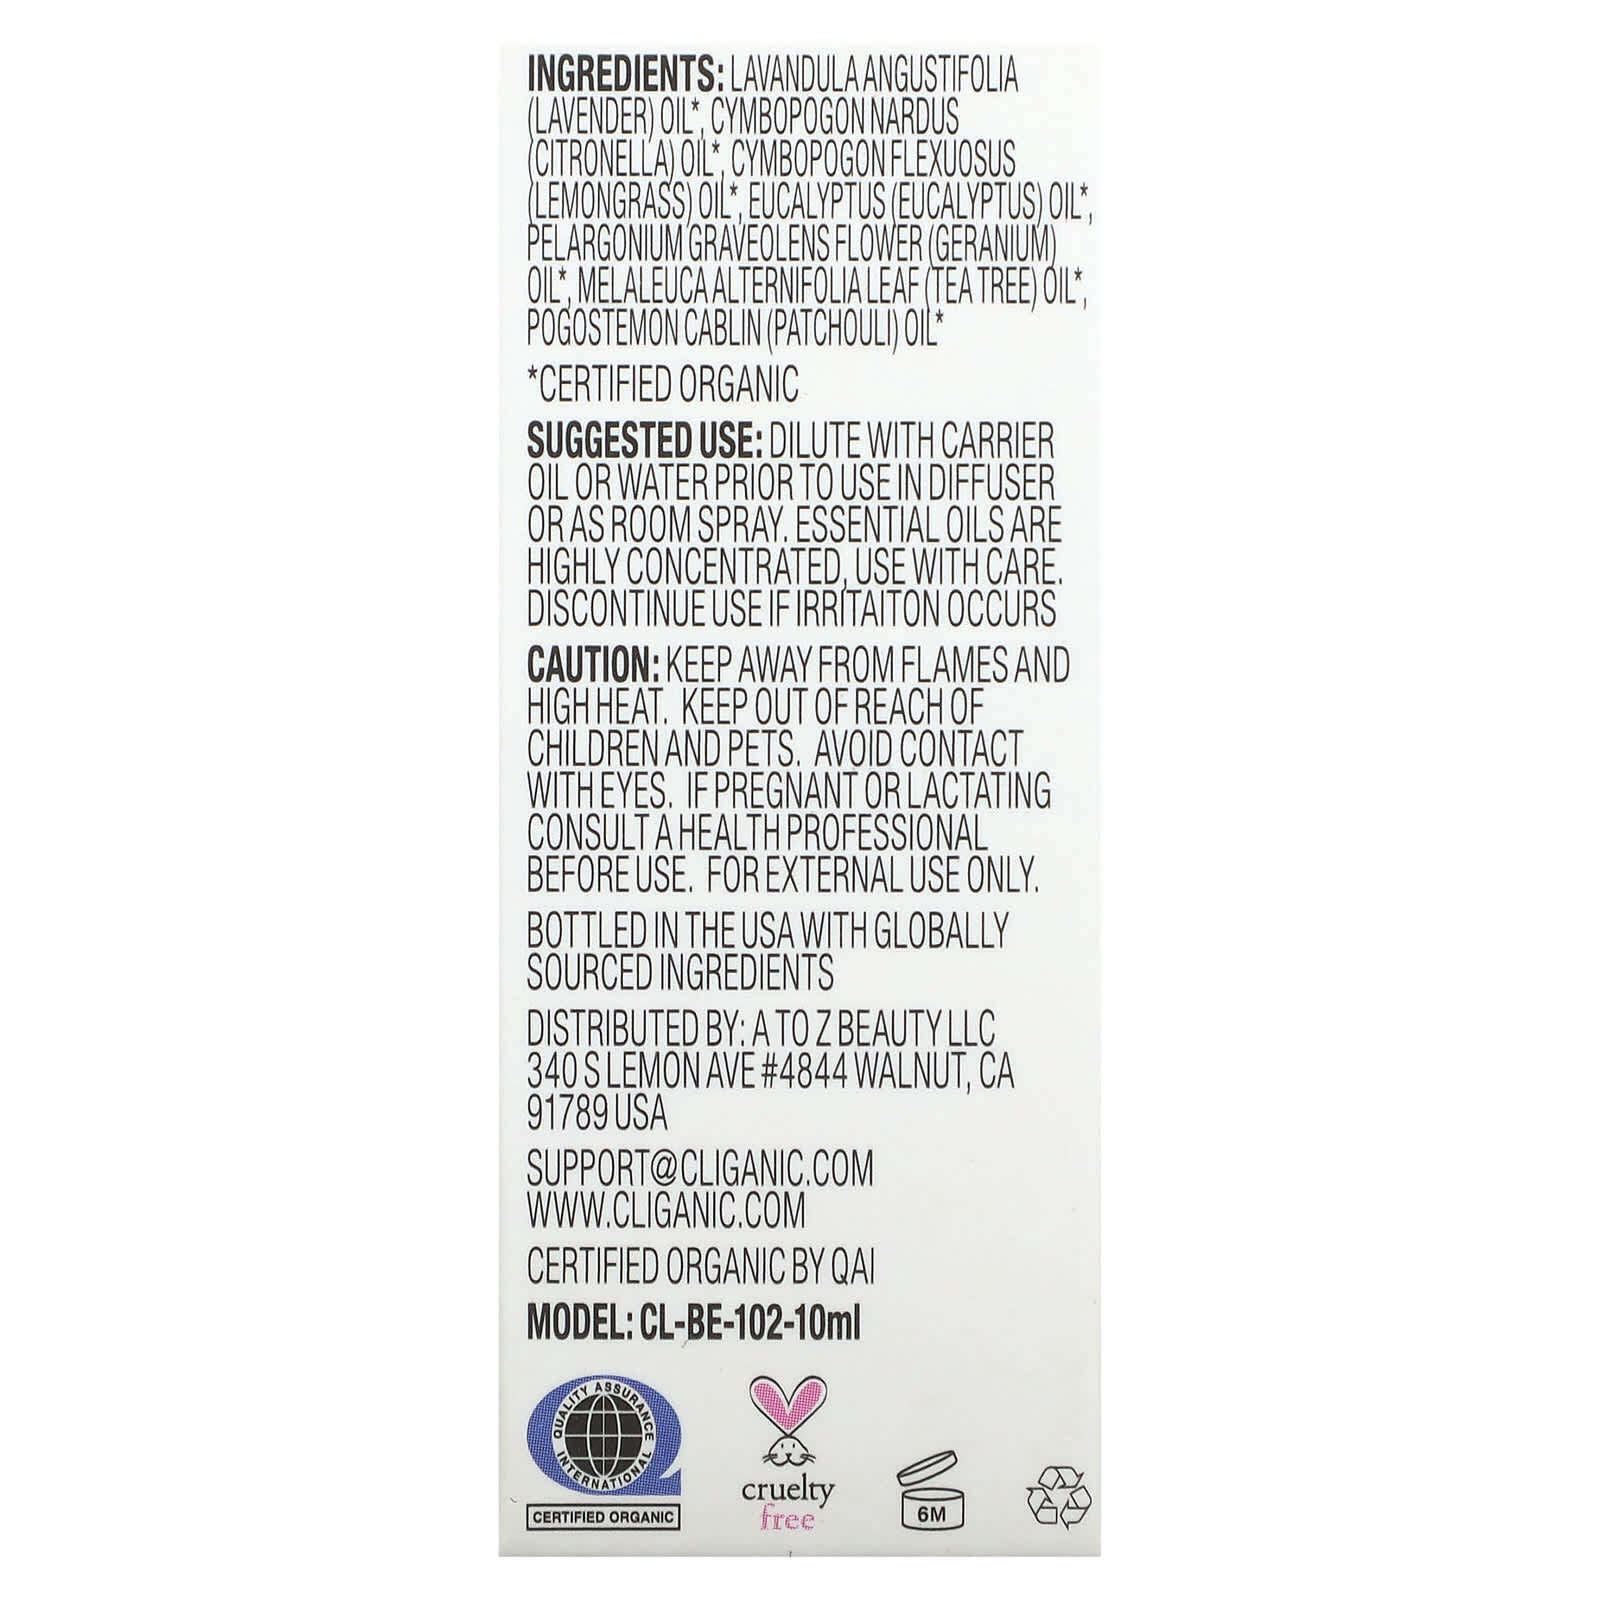 INGREDIENTS: LAVANDULA ANGUSTIFOLIA
(LAVENDER) OIL*, CYMBOPOGON NARDUS
(CITRONELLA) OIL*, CYMBOPOGON FLEXUOSUS
(LEMONGRASS) OIL*, EUCALYPTUS (EUCALYPTUS) OIL*,
PELARGONIUM GRAVEOLENS FLOWER (GERANIUM)
OIL*, MELALEUCA ALTERNIFOLIA LEAF (TEA TREE) OIL*,
POGOSTEMON CABLIN (PATCHOULI) OIL*
*CERTIFIED ORGANIC
SUGGESTED USE: DILUTE WITH CARRIER
OIL OR WATER PRIOR TO USE IN DIFFUSER
OR AS ROOM SPRAY. ESSENTIAL OILS ARE
HIGHLY CONCENTRATED, USE WITH CARE.
DISCONTINUE USE IF IRRITAITON OCCURS
CAUTION: KEEP AWAY FROM FLAMES AND
HIGH HEAT. KEEP OUT OF REACH OF
CHILDREN AND PETS. AVOID CONTACT
WITH EYES. IF PREGNANT OR LACTATING
CONSULT A HEALTH PROFESSIONAL
BEFORE USE. FOR EXTERNAL USE ONLY.
BOTTLED IN THE USA WITH GLOBALLY
SOURCED INGREDIENTS
DISTRIBUTED BY: A TO Z BEAUTY LLC
340 S LEMON AVE #4844 WALNUT, CA
91789 USA
SUPPORT@CLIGANIC.COM
WWW.CLIGANIC.COM
CERTIFIED ORGANIC BY QAI
MODEL: CL-BE-102-10ml
QUALITY ASSURANCE
INTERNATIONAL
CERTIFIED ORGANIC
cruelty
free
6M